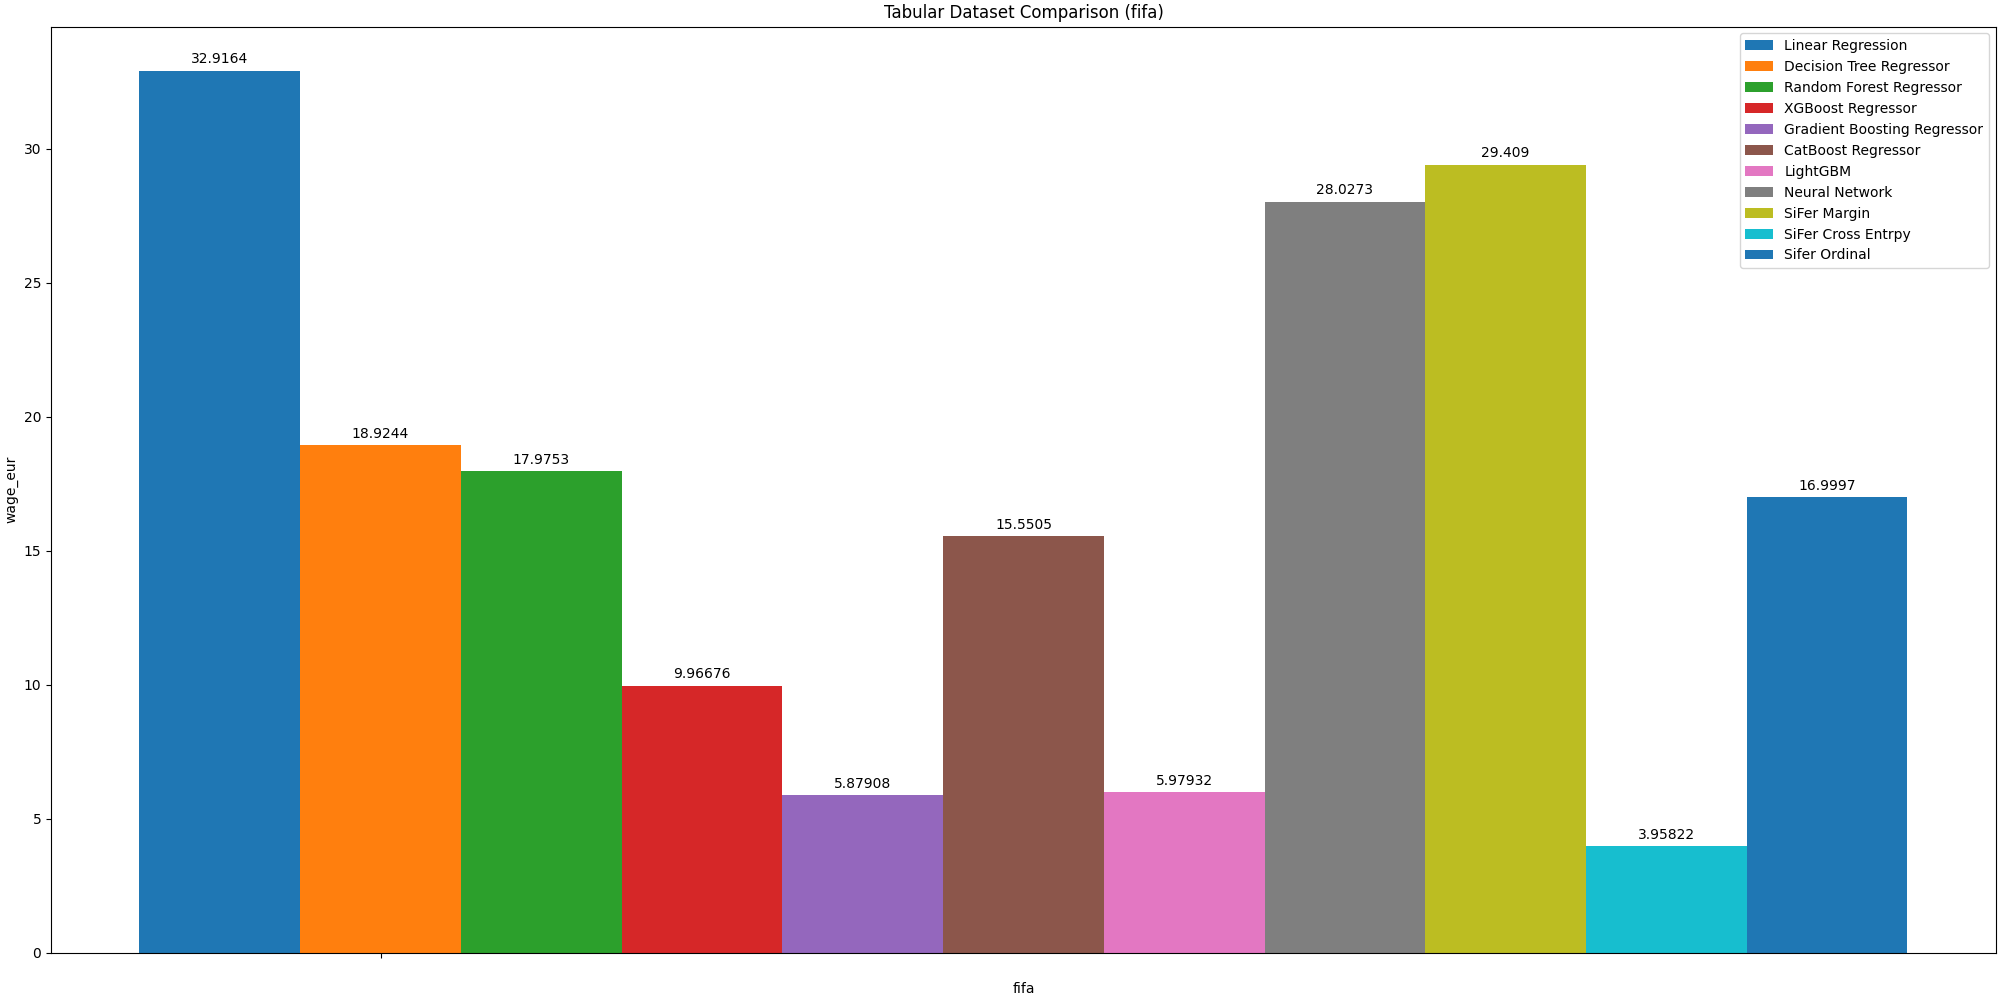 Tabular Dataset Comparison (fifa)
32.9164
18.9244
17.9753
9.96676
5.87908
15.5505
5.97932
28.0273
29.409
3.95822
16.9997
Linear Regression
Decision Tree Regressor
Random Forest Regressor
XGBoost Regressor
Gradient Boosting Regressor
CatBoost Regressor
LightGBM
Neural Network
SiFer Margin
SiFer Cross Entrpy
Sifer Ordinal
30
25
20
15
10
5
0
wage_eur
fifa